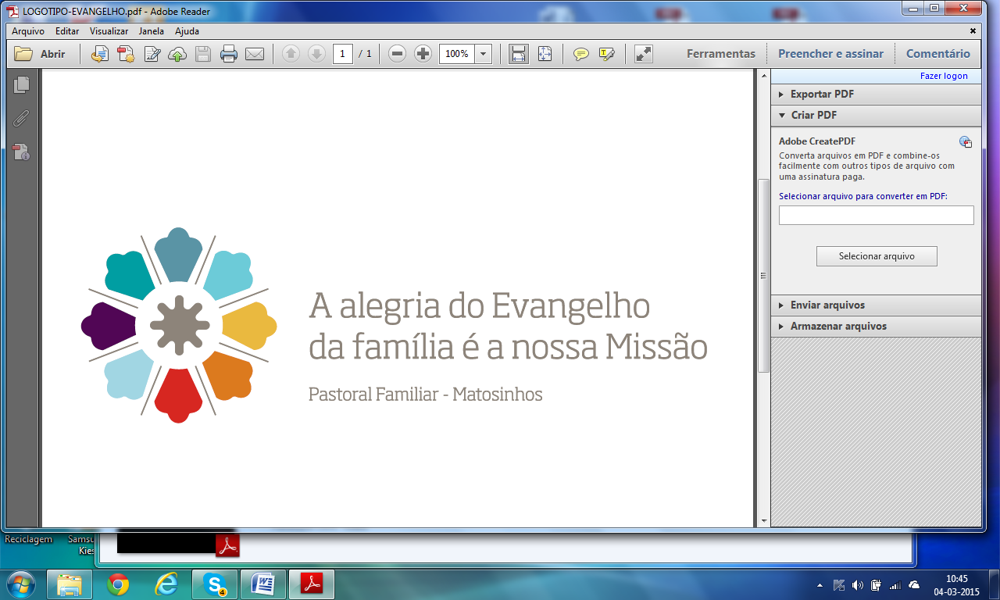 LOGOTIPO-EVANGELHO.pdf - Adobe Reader
Arquivo Editar Visualizar Janela Ajuda
Abrir 1 / 1 100% Ferramentas Preencher e assinar Comentário
Fazer logon
Exportar PDF
Criar PDF
Adobe CreatePDF
Converta arquivos em PDF e combine-os
facilmente com outros tipos de arquivo com
uma assinatura paga.
Selecionar arquivo para converter em PDF:
Selecionar arquivo
Enviar arquivos
Armazenar arquivos
A alegria do Evangelho
da família é a nossa Missão
Pastoral Familiar - Matosinhos
Reciclagem Samsu
Kies
4
10:45
04-03-2015